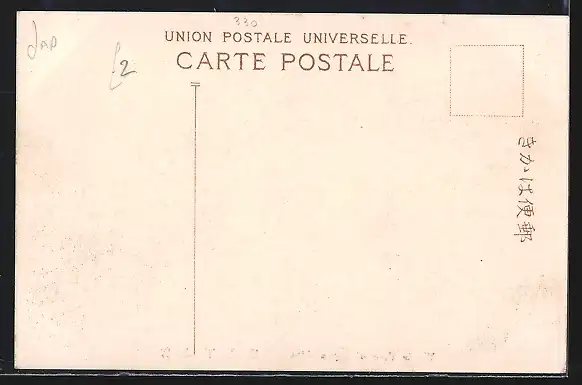 330
Jap
£2
UNION POSTALE UNIVERSELLE.
CARTE POSTALE
郵便はかき